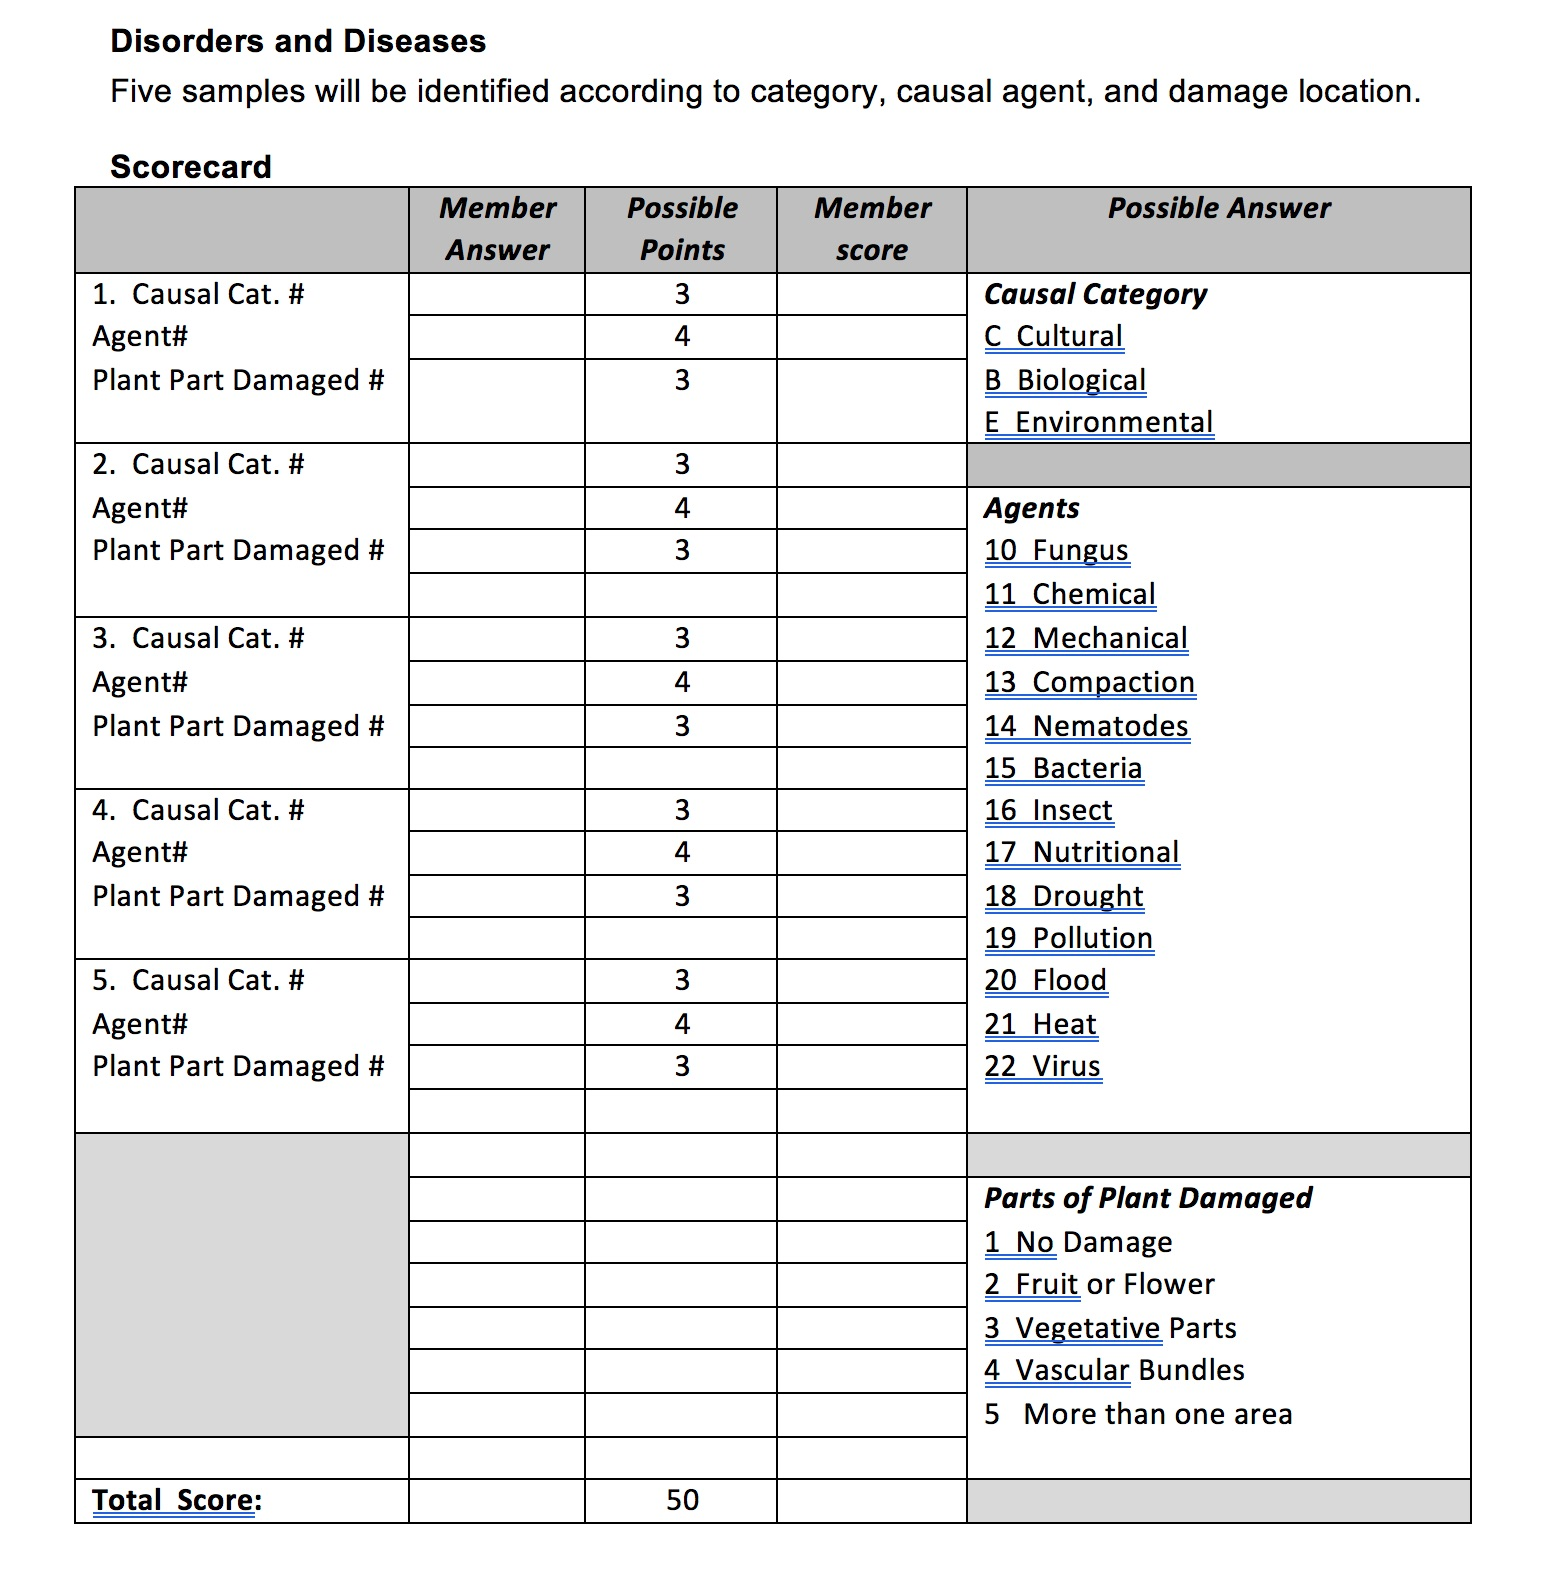 Disorders and Diseases
Five samples will be identified according to category, causal agent, and damage location.
Scorecard
Member Answer Possible Points Member score Possible Answer
1. Causal Cat. # 3 Causal Category
Agent# 4 C Cultural
Plant Part Damaged # 3 B Biological
E Environmental
2. Causal Cat. # 3
Agent# 4 Agents
Plant Part Damaged # 3 10 Fungus
11 Chemical
3. Causal Cat. # 3 12 Mechanical
Agent# 4 13 Compaction
Plant Part Damaged # 3 14 Nematodes
15 Bacteria
4. Causal Cat. # 3 16 Insect
Agent# 4 17 Nutritional
Plant Part Damaged # 3 18 Drought
19 Pollution
5. Causal Cat. # 3 20 Flood
Agent# 4 21 Heat
Plant Part Damaged # 3 22 Virus
Parts of Plant Damaged
1 No Damage
2 Fruit or Flower
3 Vegetative Parts
4 Vascular Bundles
5 More than one area
Total Score: 50